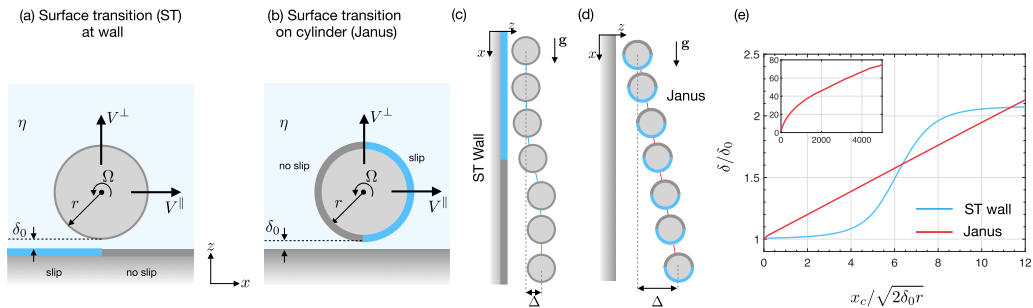 (a) Surface transition (ST)
at wall
η
V⊥
Ω
r
V∥
δ₀
slip
no slip
z
x
(b) Surface transition
on cylinder (Janus)
η
V⊥
no slip
slip
Ω
r
V∥
δ₀
(c)
z
x
g
ST Wall
Δ
(d)
z
x
g
Janus
Δ
(e)
2.5
2
1.5
1
δ/δ₀
80
60
40
20
0
0
2000
4000
ST wall
Janus
0
2
4
6
8
10
12
x_c/√2δ₀r